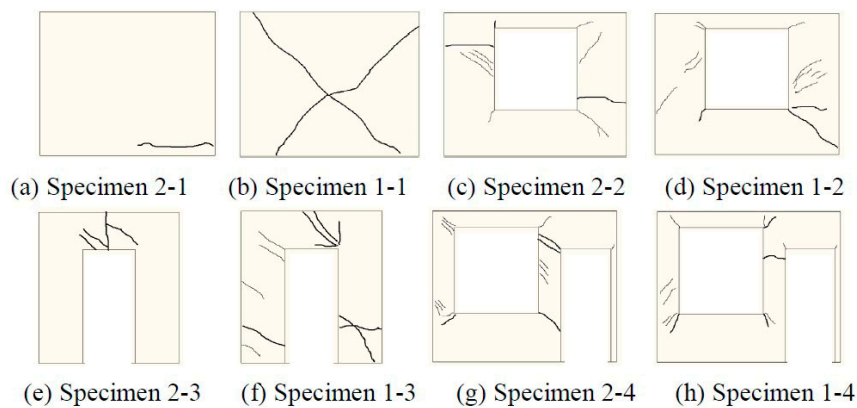 (a) Specimen 2-1 (b) Specimen 1-1 (c) Specimen 2-2 (d) Specimen 1-2
(e) Specimen 2-3 (f) Specimen 1-3 (g) Specimen 2-4 (h) Specimen 1-4